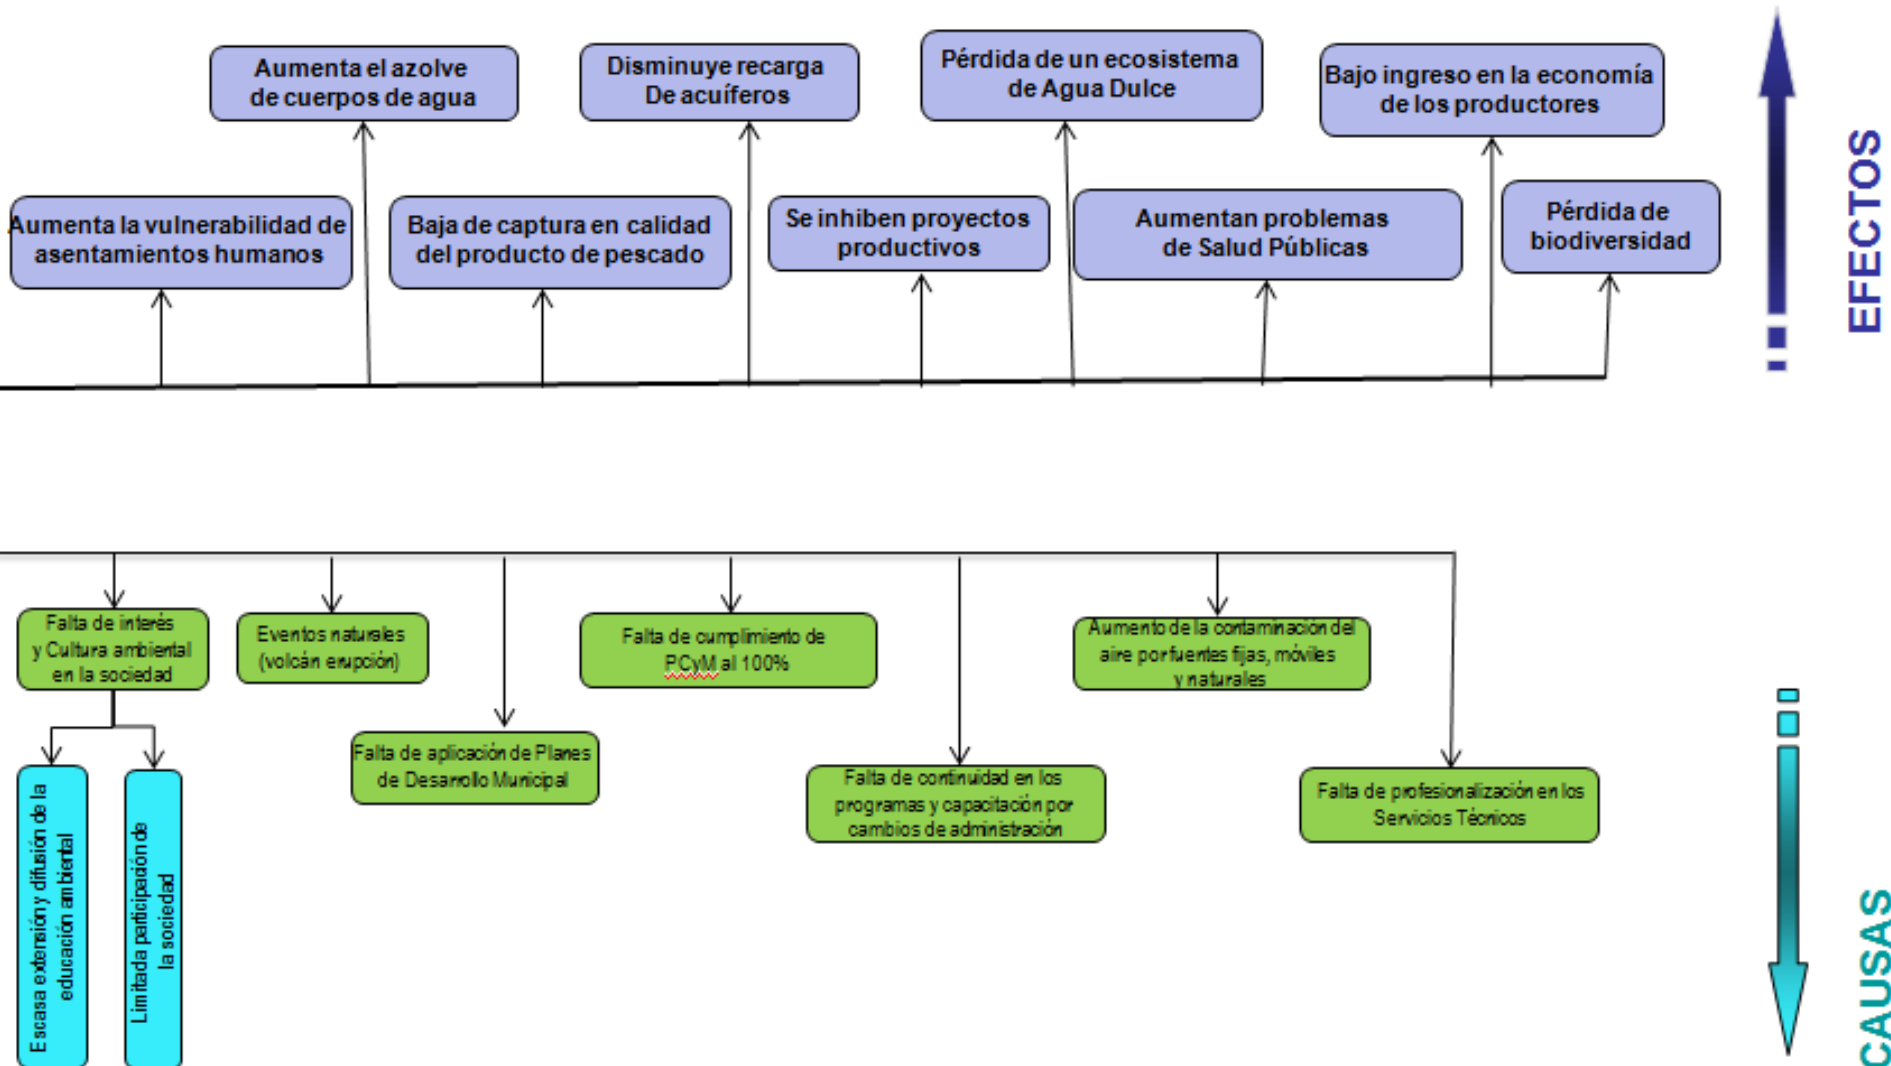 Aumenta el azolve
de cuerpos de agua
Disminuye recarga
De acuíferos
Pérdida de un ecosistema
de Agua Dulce
Bajo ingreso en la economía
de los productores
Aumenta la vulnerabilidad de
asentamientos humanos
Baja de captura en calidad
del producto de pescado
Se inhiben proyectos
productivos
Aumentan problemas
de Salud Públicas
Pérdida de
biodiversidad
EFECTOS
Falta de interés
y Cultura ambiental
en la sociedad
Eventos naturales
(volcán erupción)
Falta de cumplimiento de
PCyM al 100%
Aumento de la contaminación del
aire por fuentes fijas, móviles
y naturales
Falta de aplicación de Planes
de Desarrollo Municipal
Falta de continuidad en los
programas y capacitación por
cambios de administración
Falta de profesionalización en los
Servicios Técnicos
Escasa extensión y difusión de la
educación ambiental
Limitada participación de
la sociedad
CAUSAS